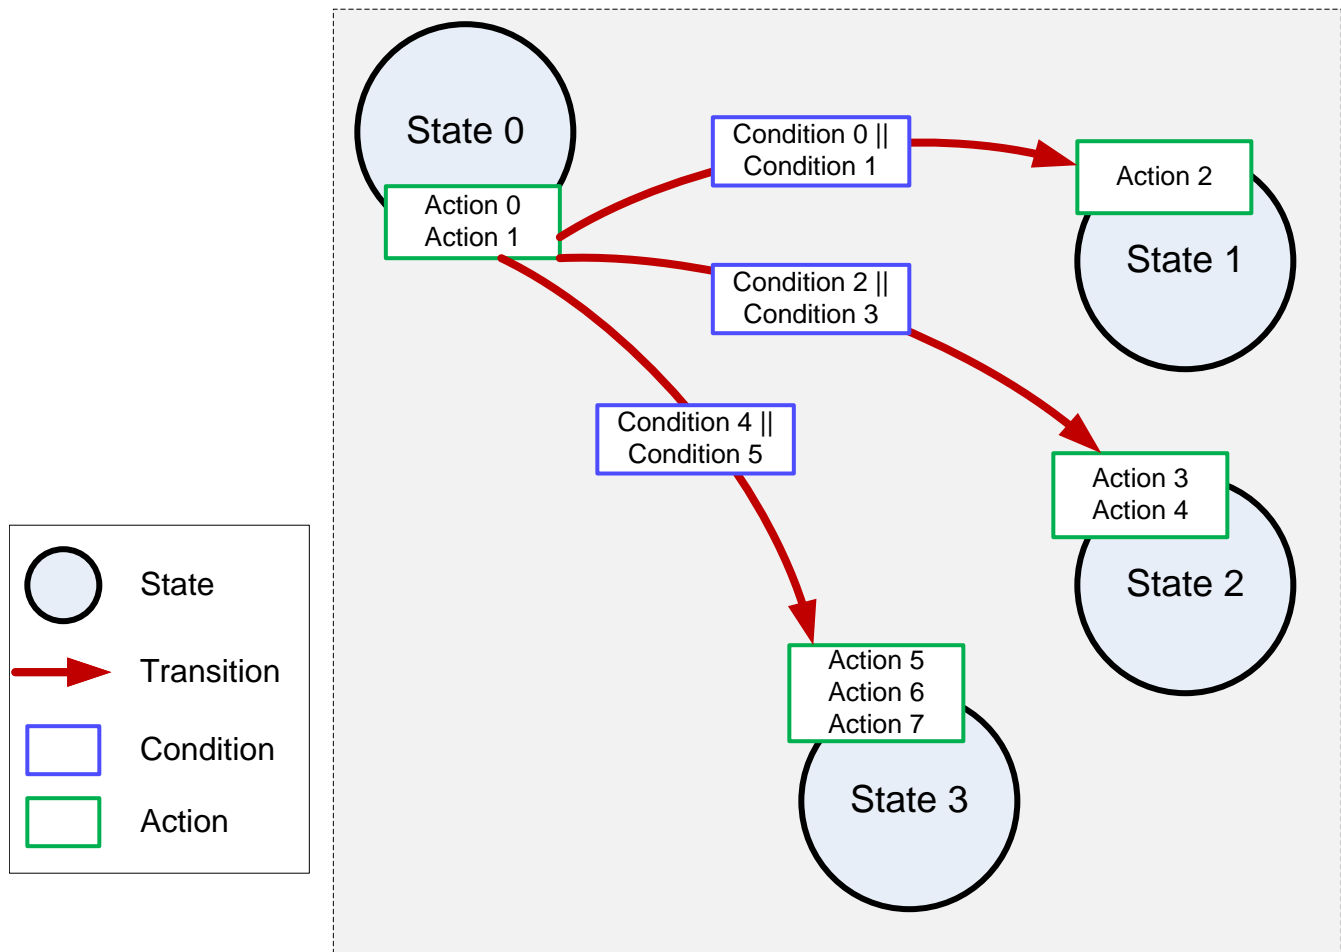 State 0
Action 0
Action 1
Condition 0 ||
Condition 1
Action 2
State 1
Condition 2 ||
Condition 3
Condition 4 ||
Condition 5
Action 3
Action 4
State 2
Action 5
Action 6
Action 7
State 3
State
Transition
Condition
Action